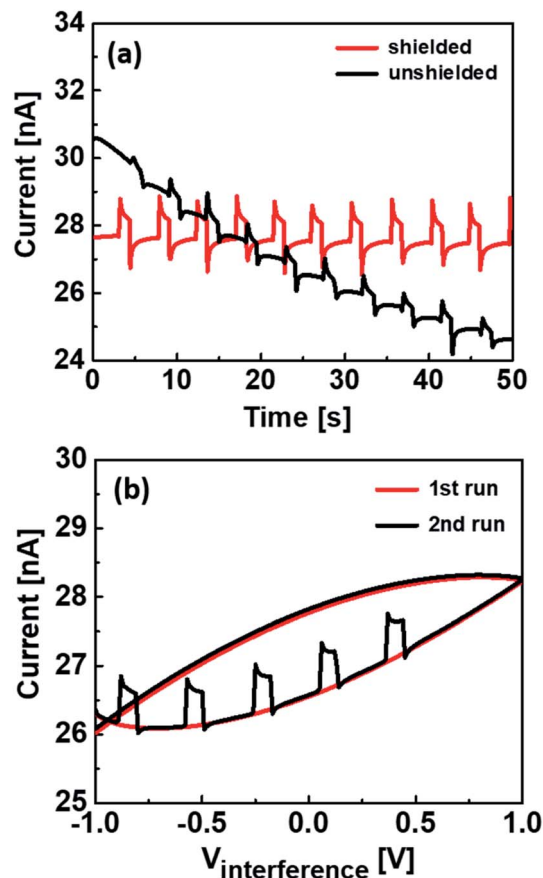 (a)
shielded
unshielded
34
32
30
28
26
24
Current [nA]
0 10 20 30 40 50
Time [s]
(b)
1st run
2nd run
30
29
28
27
26
25
Current [nA]
-1.0 -0.5 0.0 0.5 1.0
Vinterference [V]